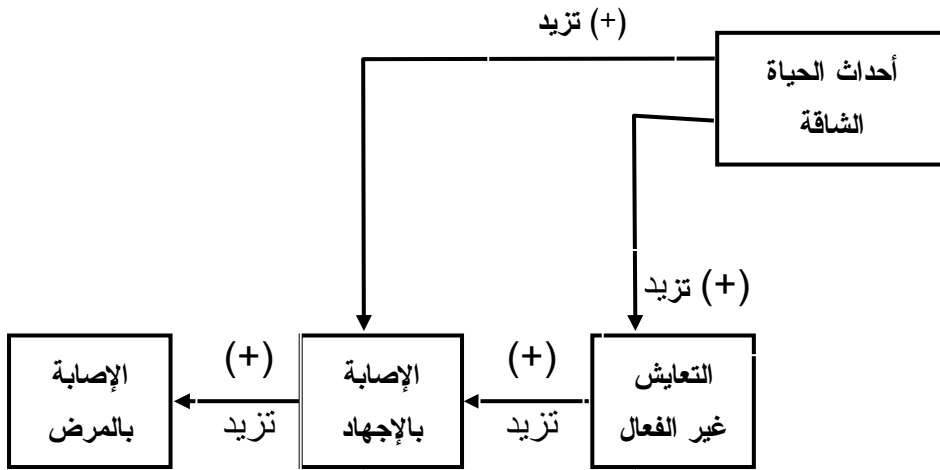 (+) تزيد
أحداث الحياة
الشاقة
(+) تزيد
التعايش
غير الفعال
(+)
تزيد
الإصابة
بالإجهاد
(+)
تزيد
الإصابة
بالمرض